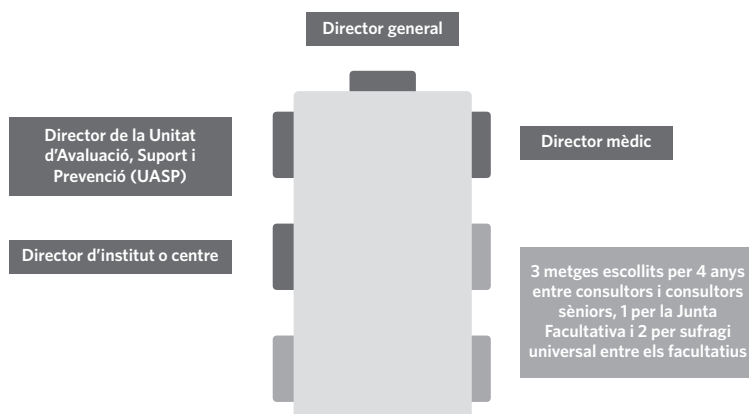 Director general
Director de la Unitat
d'Avaluació, Suport i
Prevenció (UASP)
Director mèdic
Director d'institut o centre
3 metges escollits per 4 anys
entre consultors i consultors
sèniors, 1 per la Junta
Facultativa i 2 per sufragi
universal entre els facultatius